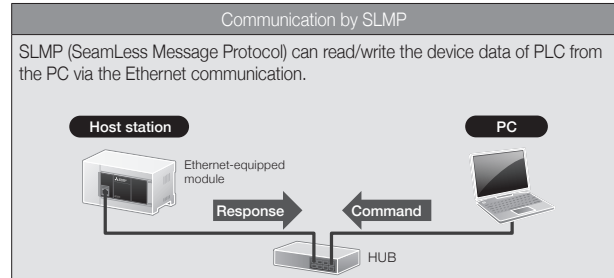 Communication by SLMP
SLMP (SeamLess Message Protocol) can read/write the device data of PLC from
the PC via the Ethernet communication.
Host station
PC
Ethernet-equipped
module
Response
Command
HUB